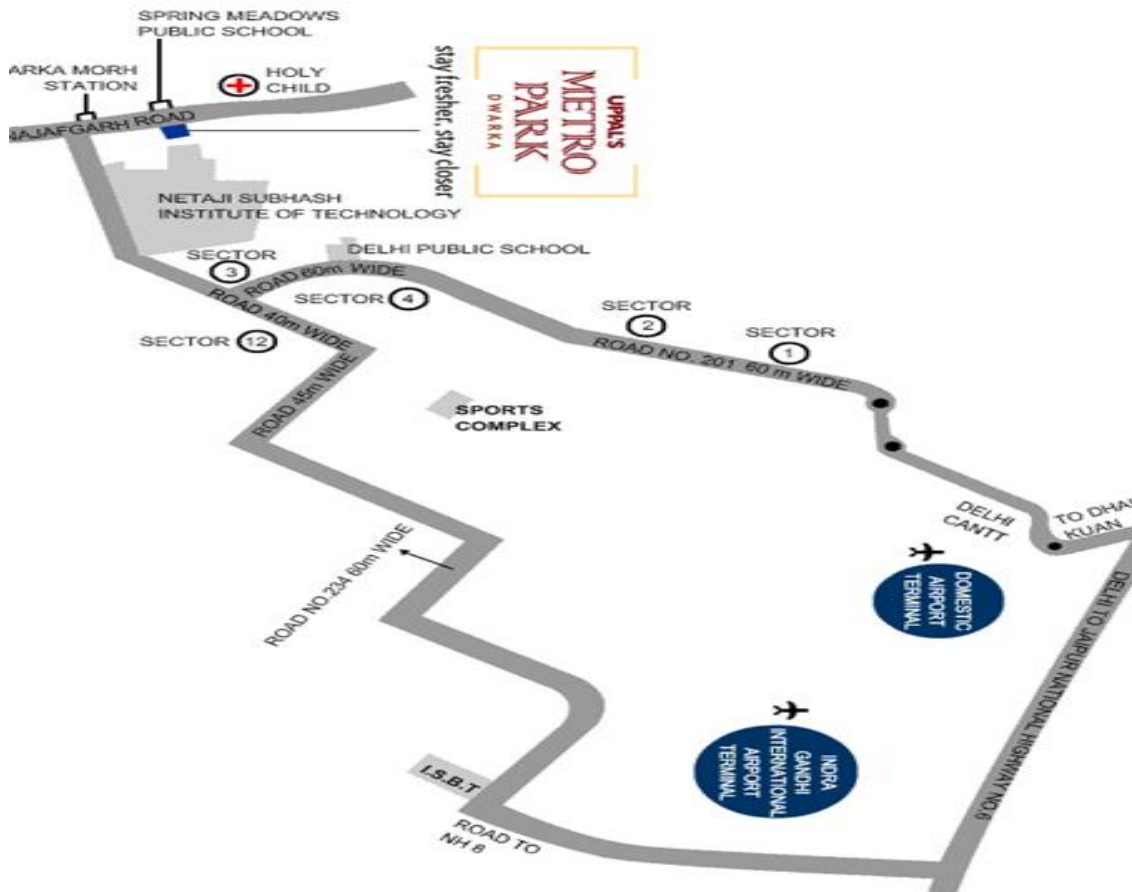 SPRING MEADOWS
PUBLIC SCHOOL
ARKA MORH
STATION
HOLY
CHILD
NAJAFGARH ROAD
UPPAL'S
METRO
PARK
DWARKA
stay fresher, stay closer
NETAJI SUBHASH
INSTITUTE OF TECHNOLOGY
DELHI PUBLIC SCHOOL
SECTOR
3
ROAD 60m WIDE
SECTOR 4
ROAD 40m WIDE
SECTOR 12
SECTOR
2
SECTOR
1
ROAD NO. 201 60 m WIDE
ROAD 45m WIDE
SPORTS
COMPLEX
DELHI
CANTT
TO DHAU
KUAN
ROAD NO.234 60m WIDE
DOMESTIC
AIRPORT
TERMINAL
DELHI TO JAIPUR NATIONAL HIGHWAY NO.6
INDRA
GANDHI
INTERNATIONAL
AIRPORT
TERMINAL
I.S.B.T
ROAD TO
NH 8